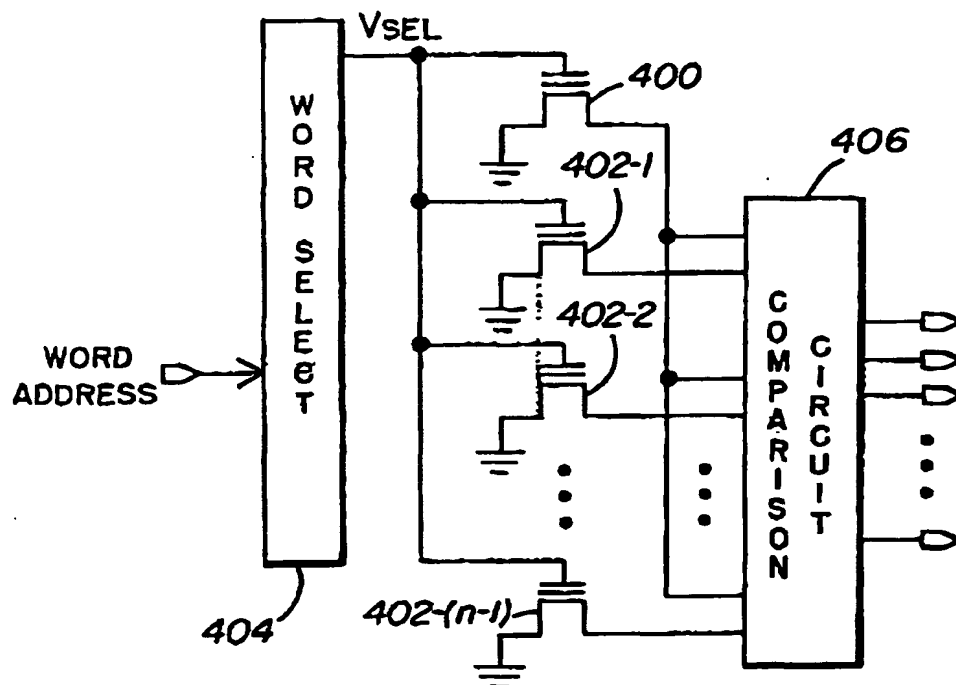 VSEL
400
402-1
406
WORD SELECT
402-2
WORD
ADDRESS
COMPARISON
CIRCUIT
404
402-(n-1)